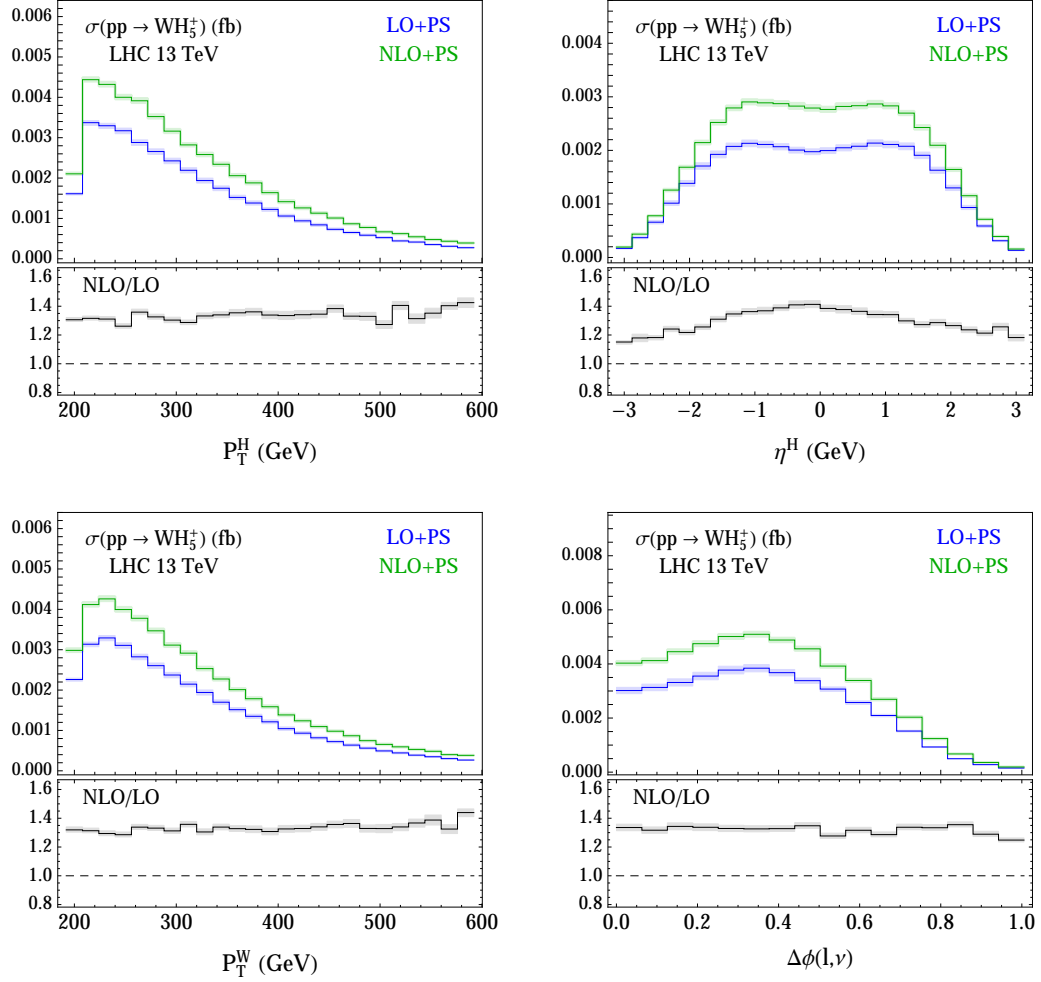 σ(pp → WH₅⁺) (fb) LO+PS
LHC 13 TeV NLO+PS
0.006
0.005
0.004
0.003
0.002
0.001
0.000
NLO/LO
1.6
1.4
1.2
1.0
0.8
200 300 400 500 600
P_T^H (GeV)
σ(pp → WH₅⁺) (fb) LO+PS
LHC 13 TeV NLO+PS
0.004
0.002
0.000
NLO/LO
1.6
1.4
1.2
1.0
0.8
−3 −2 −1 0 1 2 3
η^H (GeV)
σ(pp → WH₅⁺) (fb) LO+PS
LHC 13 TeV NLO+PS
0.006
0.005
0.004
0.003
0.002
0.001
0.000
NLO/LO
1.6
1.4
1.2
1.0
0.8
200 300 400 500 600
P_T^W (GeV)
σ(pp → WH₅⁺) (fb) LO+PS
LHC 13 TeV NLO+PS
0.008
0.006
0.004
0.002
0.000
NLO/LO
1.6
1.4
1.2
1.0
0.8
0.0 0.2 0.4 0.6 0.8 1.0
Δϕ(l,ν)